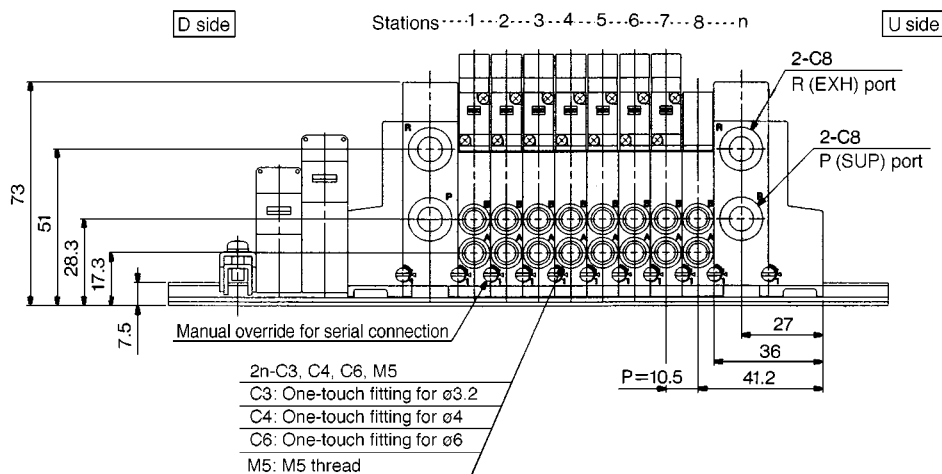 D side
Stations ----1----2----3----4----5----6----7----8----n
U side
2-C8
R (EXH) port
2-C8
P (SUP) port
R
R
P
B B B B B B B B
A A A A A A A A
73
51
28.3
17.3
7.5
Manual override for serial connection
27
36
P=10.5
41.2
2n-C3, C4, C6, M5
C3: One-touch fitting for ø3.2
C4: One-touch fitting for ø4
C6: One-touch fitting for ø6
M5: M5 thread